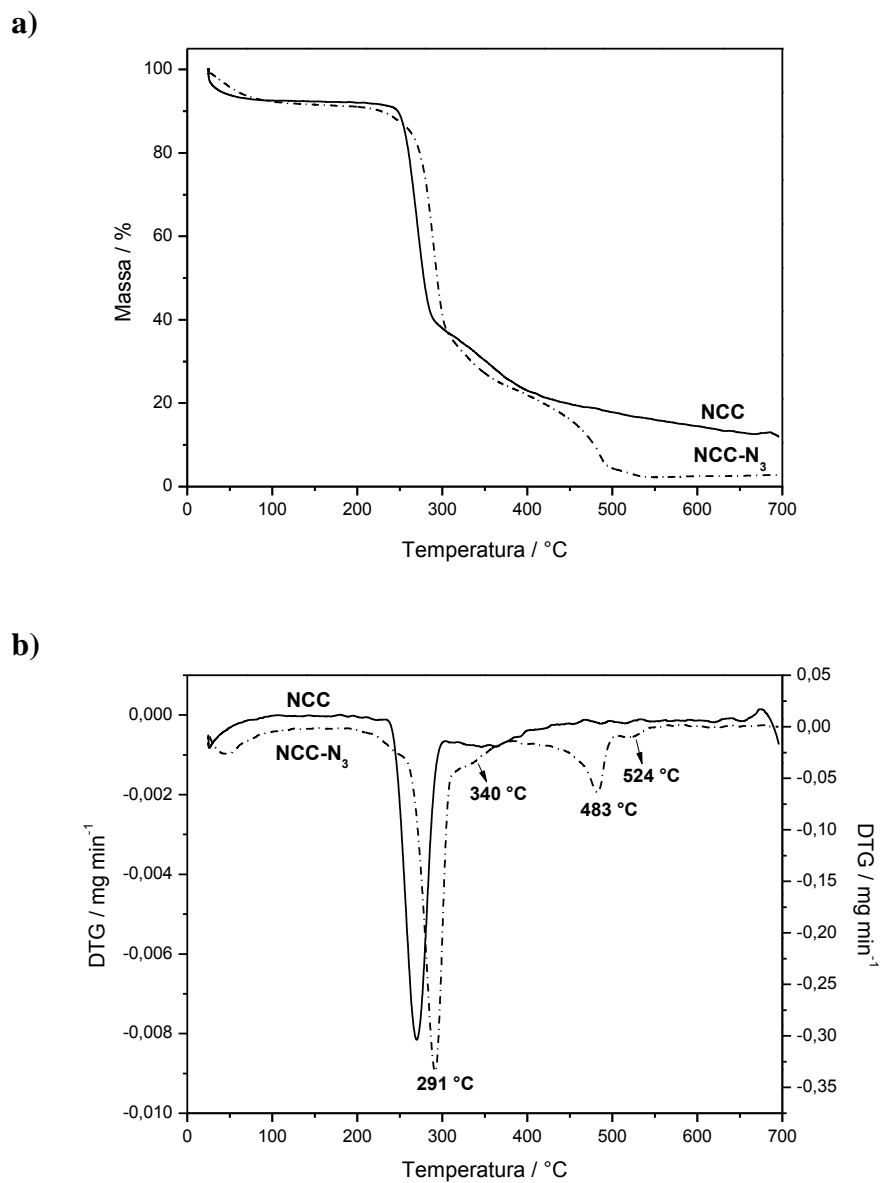 a)
100
80
60
40
20
0
Massa / %
NCC
NCC-N₃
0 100 200 300 400 500 600 700
Temperatura / °C
b)
0,000
-0,002
-0,004
-0,006
-0,008
-0,010
DTG / mg min⁻¹
NCC
NCC-N₃
340 °C
483 °C
524 °C
291 °C
0,05
0,00
-0,05
-0,10
-0,15
-0,20
-0,25
-0,30
-0,35
DTG / mg min⁻¹
0 100 200 300 400 500 600 700
Temperatura / °C